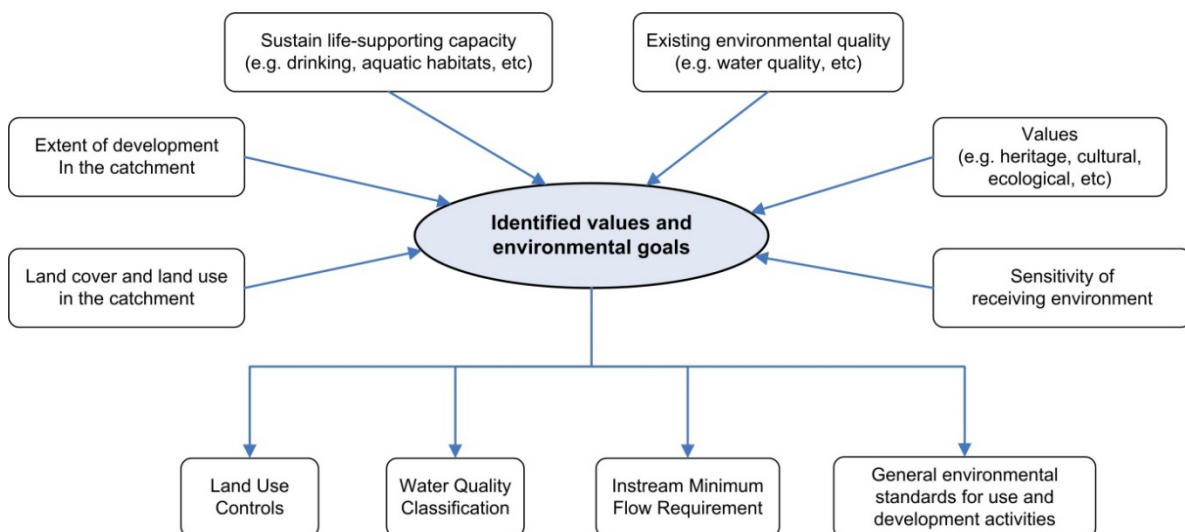 Sustain life-supporting capacity
(e.g. drinking, aquatic habitats, etc)
Existing environmental quality
(e.g. water quality, etc)
Extent of development
In the catchment
Values
(e.g. heritage, cultural,
ecological, etc)
Identified values and
environmental goals
Land cover and land use
in the catchment
Sensitivity of
receiving environment
Land Use
Controls
Water Quality
Classification
Instream Minimum
Flow Requirement
General environmental
standards for use and
development activities